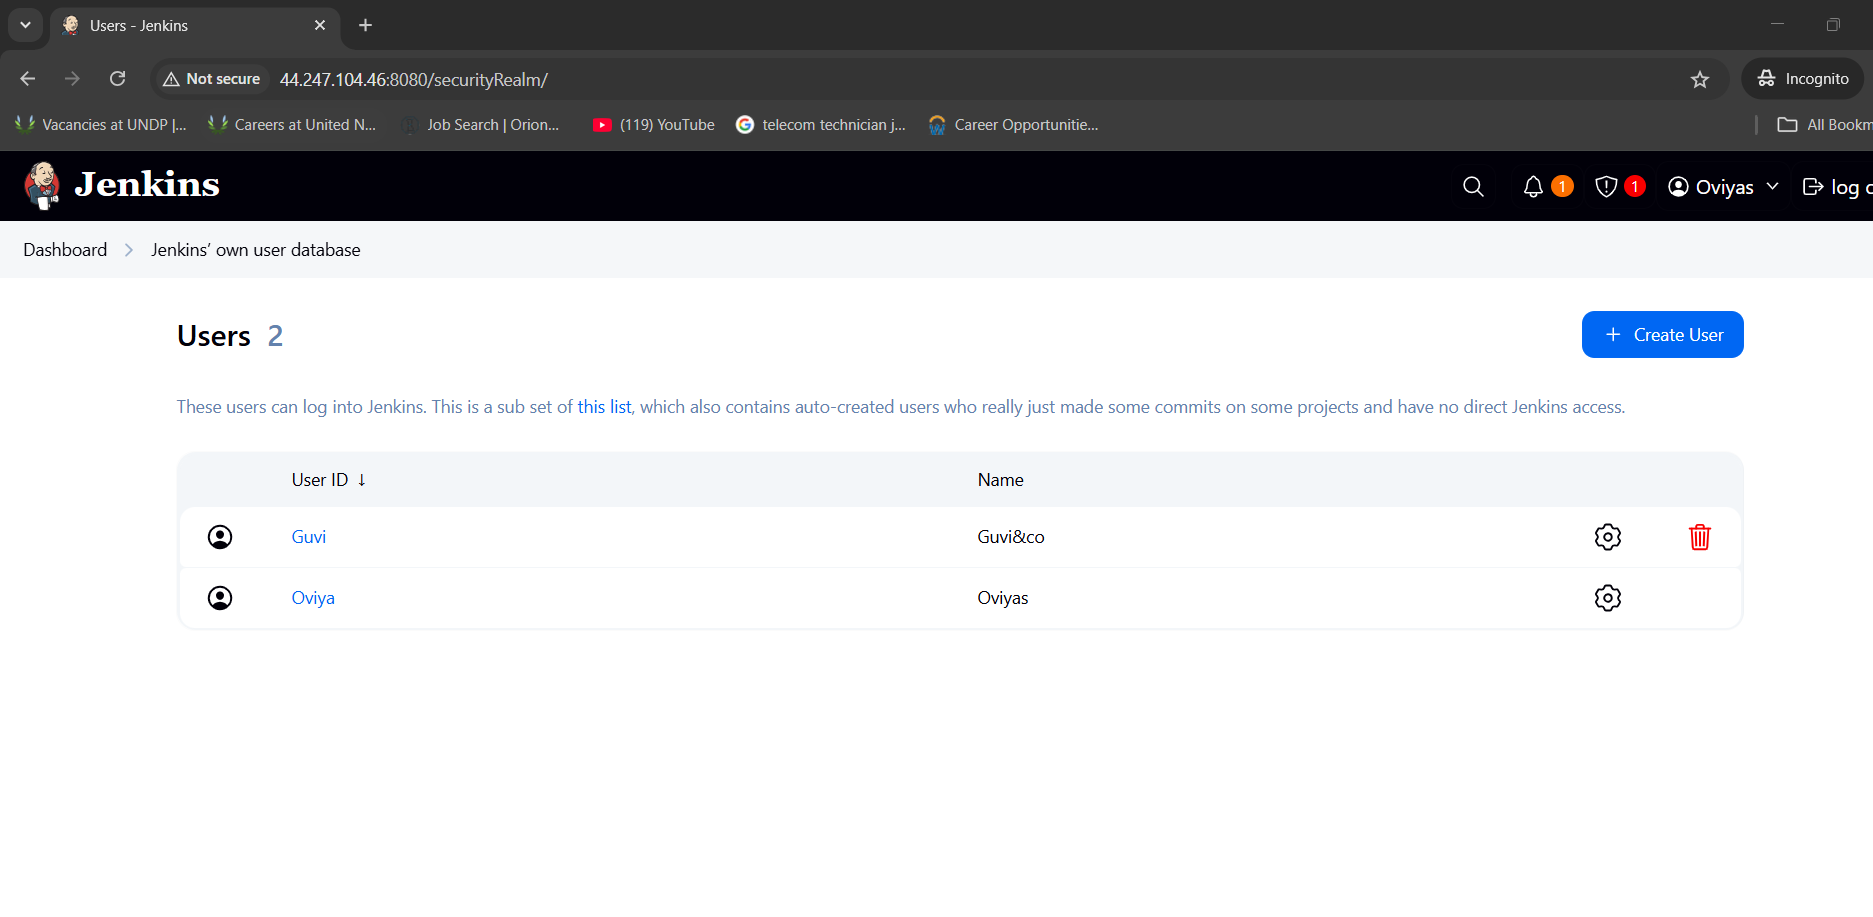 Users - Jenkins
Not secure 44.247.104.46:8080/securityRealm/ Incognito
Vacancies at UNDP |... Careers at United N... Job Search | Orion... (119) YouTube telecom technician j... Career Opportunitie... All Bookm
Jenkins 1 1 Oviyas log o
Dashboard Jenkins' own user database
Users 2 + Create User
These users can log into Jenkins. This is a sub set of this list, which also contains auto-created users who really just made some commits on some projects and have no direct Jenkins access.
User ID ↓ Name
Guvi Guvi&co
Oviya Oviyas